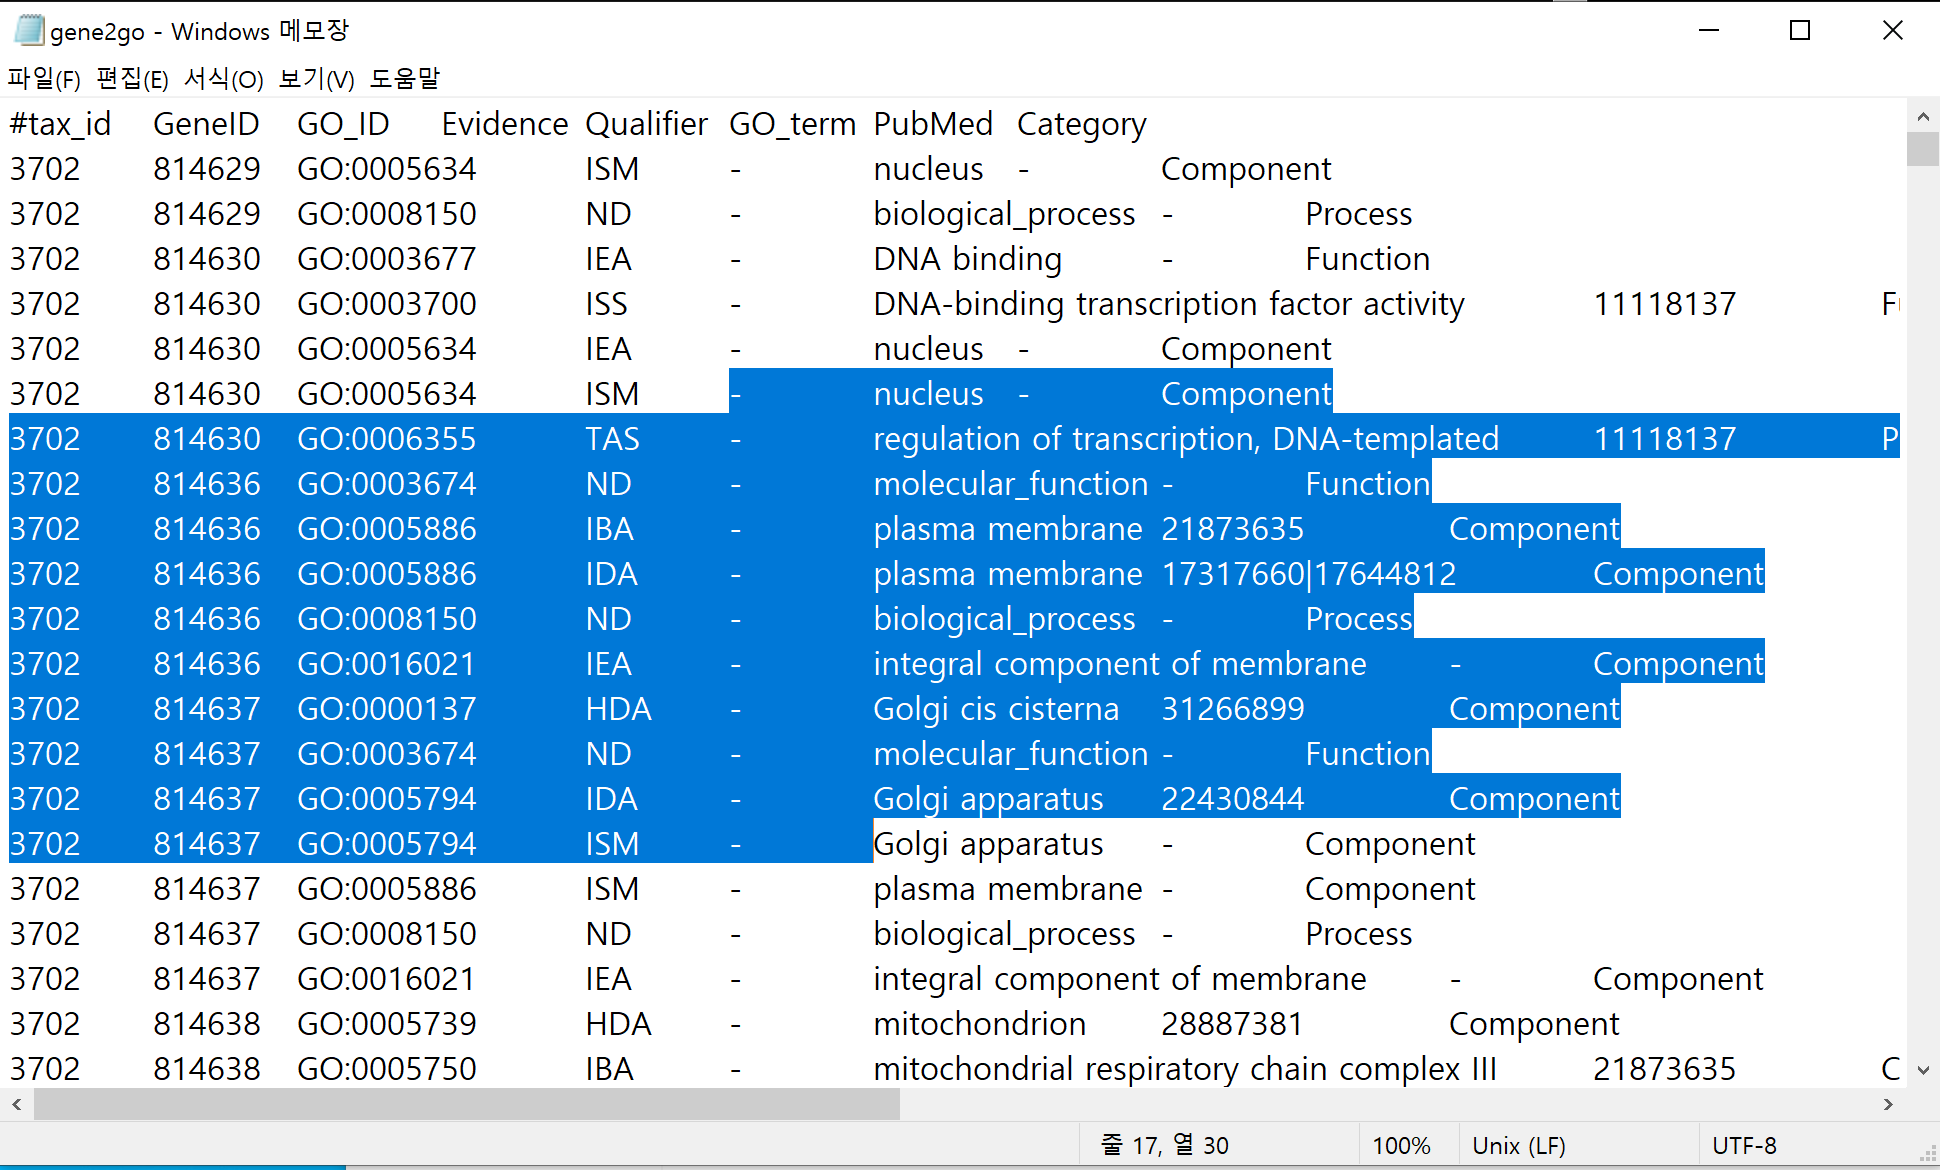 gene2go - Windows 메모장
파일(F) 편집(E) 서식(O) 보기(V) 도움말
#tax_id GeneID GO_ID Evidence Qualifier GO_term PubMed Category
3702 814629 GO:0005634 ISM - nucleus - Component
3702 814629 GO:0008150 ND - biological_process - Process
3702 814630 GO:0003677 IEA - DNA binding - Function
3702 814630 GO:0003700 ISS - DNA-binding transcription factor activity 11118137
3702 814630 GO:0005634 IEA - nucleus - Component
3702 814630 GO:0005634 ISM - nucleus - Component
3702 814630 GO:0006355 TAS - regulation of transcription, DNA-templated 11118137 P
3702 814636 GO:0003674 ND - molecular_function - Function
3702 814636 GO:0005886 IBA - plasma membrane 21873635 Component
3702 814636 GO:0005886 IDA - plasma membrane 17317660|17644812 Component
3702 814636 GO:0008150 ND - biological_process - Process
3702 814636 GO:0016021 IEA - integral component of membrane - Component
3702 814637 GO:0000137 HDA - Golgi cis cisterna 31266899 Component
3702 814637 GO:0003674 ND - molecular_function - Function
3702 814637 GO:0005794 IDA - Golgi apparatus 22430844 Component
3702 814637 GO:0005794 ISM - Golgi apparatus - Component
3702 814637 GO:0005886 ISM - plasma membrane - Component
3702 814637 GO:0008150 ND - biological_process - Process
3702 814637 GO:0016021 IEA - integral component of membrane - Component
3702 814638 GO:0005739 HDA - mitochondrion 28887381 Component
3702 814638 GO:0005750 IBA - mitochondrial respiratory chain complex III 21873635 C
줄 17, 열 30 100% Unix (LF) UTF-8